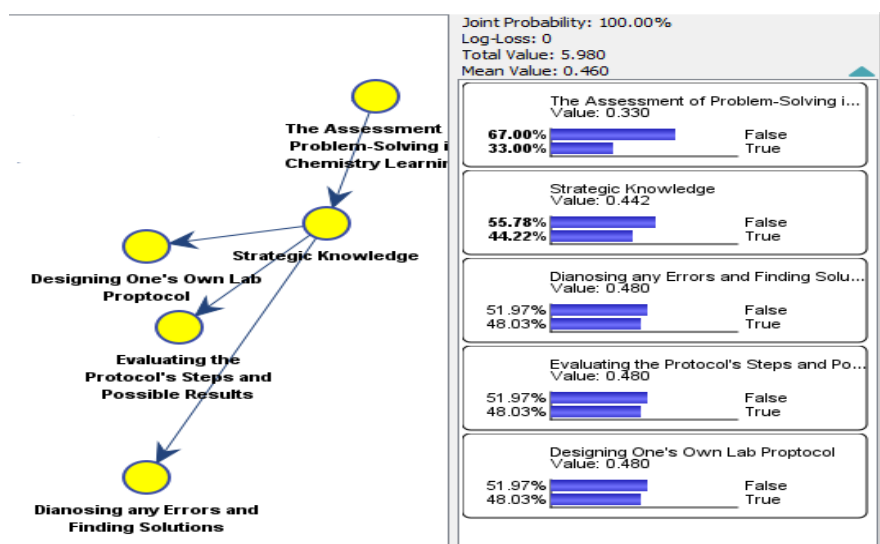 The Assessment
Problem-Solving i
Chemistry Learnin
Strategic Knowledge
Designing One's Own Lab
Proptocol
Evaluating the
Protocol's Steps and
Possible Results
Dianosing any Errors and
Finding Solutions
Joint Probability: 100.00%
Log-Loss: 0
Total Value: 5.980
Mean Value: 0.460
The Assessment of Problem-Solving i...
Value: 0.330
67.00% False
33.00% True
Strategic Knowledge
Value: 0.442
55.78% False
44.22% True
Dianosing any Errors and Finding Solu...
Value: 0.480
51.97% False
48.03% True
Evaluating the Protocol's Steps and Po...
Value: 0.480
51.97% False
48.03% True
Designing One's Own Lab Proptocol
Value: 0.480
51.97% False
48.03% True